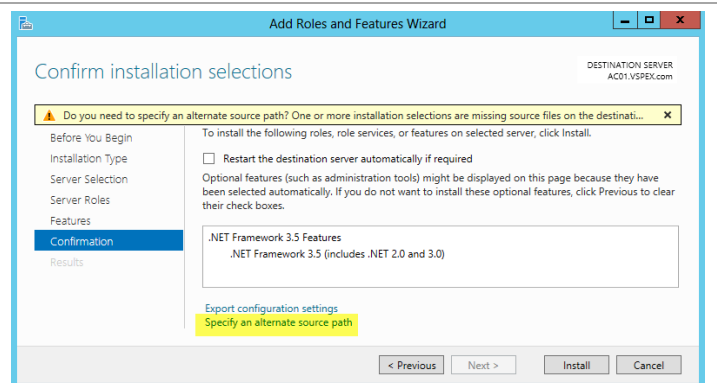 Add Roles and Features Wizard
Confirm installation selections
DESTINATION SERVER
AC01.VSPEX.com
Do you need to specify an alternate source path? One or more installation selections are missing source files on the destinati...
Before You Begin
Installation Type
Server Selection
Server Roles
Features
Confirmation
Results
To install the following roles, role services, or features on selected server, click Install.
Restart the destination server automatically if required
Optional features (such as administration tools) might be displayed on this page because they have
been selected automatically. If you do not want to install these optional features, click Previous to clear
their check boxes.
.NET Framework 3.5 Features
.NET Framework 3.5 (includes .NET 2.0 and 3.0)
Export configuration settings
Specify an alternate source path
< Previous
Next >
Install
Cancel